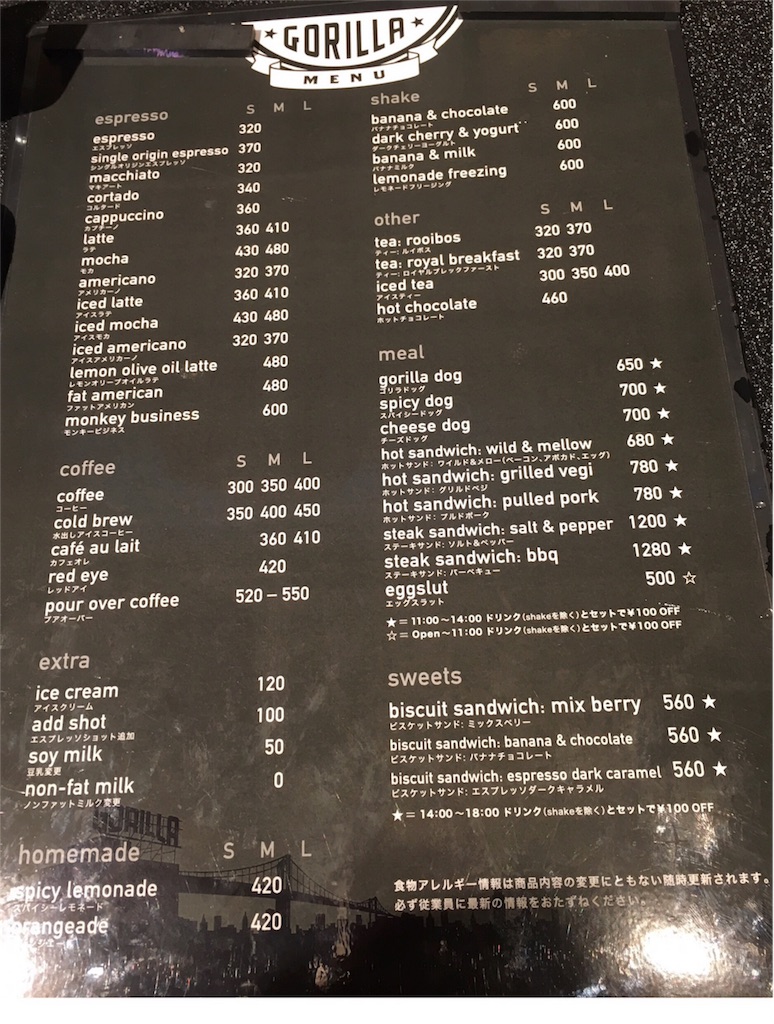 GORILLA
MENU
espresso S M L
espresso 320
エスプレッソ
single origin espresso 370
シングルオリジンエスプレッソ
macchiato 320
マキアート
cortado 340
コルタード
cappuccino 360
カプチーノ
latte 360 410
ラテ
mocha 430 480
モカ
americano 320 370
アメリカーノ
iced latte 360 410
アイスラテ
iced mocha 430 480
アイスモカ
iced americano 320 370
アイスアメリカーノ
lemon olive oil latte 480
レモンオリーブオイルラテ
fat american 480
ファットアメリカン
monkey business 600
モンキービジネス
coffee S M L
coffee 300 350 400
コーヒー
cold brew 350 400 450
水出しアイスコーヒー
café au lait 360 410
カフェオレ
red eye 420
レッドアイ
pour over coffee 520 – 550
プアオーバー
extra
ice cream 120
アイスクリーム
add shot 100
エスプレッソショット追加
soy milk 50
豆乳変更
non-fat milk 0
ノンファットミルク変更
GORILLA
homemade S M L
spicy lemonade 420
スパイシーレモネード
orangeade 420
shake S M L
banana & chocolate 600
バナナチョコレート
dark cherry & yogurt 600
ダークチェリーヨーグルト
banana & milk 600
バナナミルク
lemonade freezing 600
レモネードフリージング
other S M L
tea: rooibos 320 370
ティー: ルイボス
tea: royal breakfast 320 370
ティー: ロイヤルブレックファースト
iced tea 300 350 400
アイスティー
hot chocolate 460
ホットチョコレート
meal
gorilla dog 650 ★
ゴリラドッグ
spicy dog 700 ★
スパイシードッグ
cheese dog 700 ★
チーズドッグ
hot sandwich: wild & mellow 680 ★
ホットサンド: ワイルド&メロー(ベーコン、アボカド、エッグ)
hot sandwich: grilled vegi 780 ★
ホットサンド: グリルドベジ
hot sandwich: pulled pork 780 ★
ホットサンド: プルドポーク
steak sandwich: salt & pepper 1200 ★
ステーキサンド: ソルト&ペッパー
steak sandwich: bbq 1280 ★
ステーキサンド: バーベキュー
eggslut 500 ☆
エッグスラット
★= 11:00～14:00 ドリンク(shakeを除く)とセットで¥100 OFF
☆= Open～11:00 ドリンク(shakeを除く)とセットで¥100 OFF
sweets
biscuit sandwich: mix berry 560 ★
ビスケットサンド: ミックスベリー
biscuit sandwich: banana & chocolate 560 ★
ビスケットサンド: バナナチョコレート
biscuit sandwich: espresso dark caramel 560 ★
ビスケットサンド: エスプレッソダークキャラメル
★= 14:00～18:00 ドリンク(shakeを除く)とセットで¥100 OFF
食物アレルギー情報は商品内容の変更にともない随時更新されます。
必ず従業員に最新の情報をおたずねください。